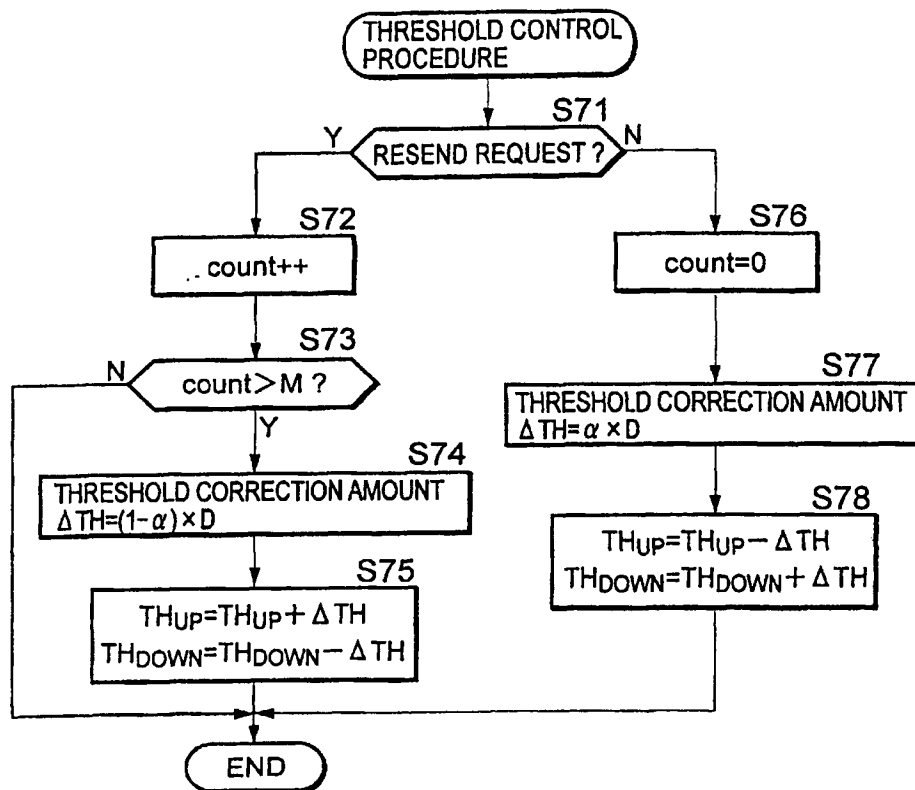 THRESHOLD CONTROL
PROCEDURE
S71
Y
RESEND REQUEST ?
N
S72
count++
S73
N
count>M ?
Y
S74
THRESHOLD CORRECTION AMOUNT
ΔTH=(1-α)×D
S75
THUP=THUP+ΔTH
THDOWN=THDOWN-ΔTH
S76
count=0
S77
THRESHOLD CORRECTION AMOUNT
ΔTH=α×D
S78
THUP=THUP-ΔTH
THDOWN=THDOWN+ΔTH
END